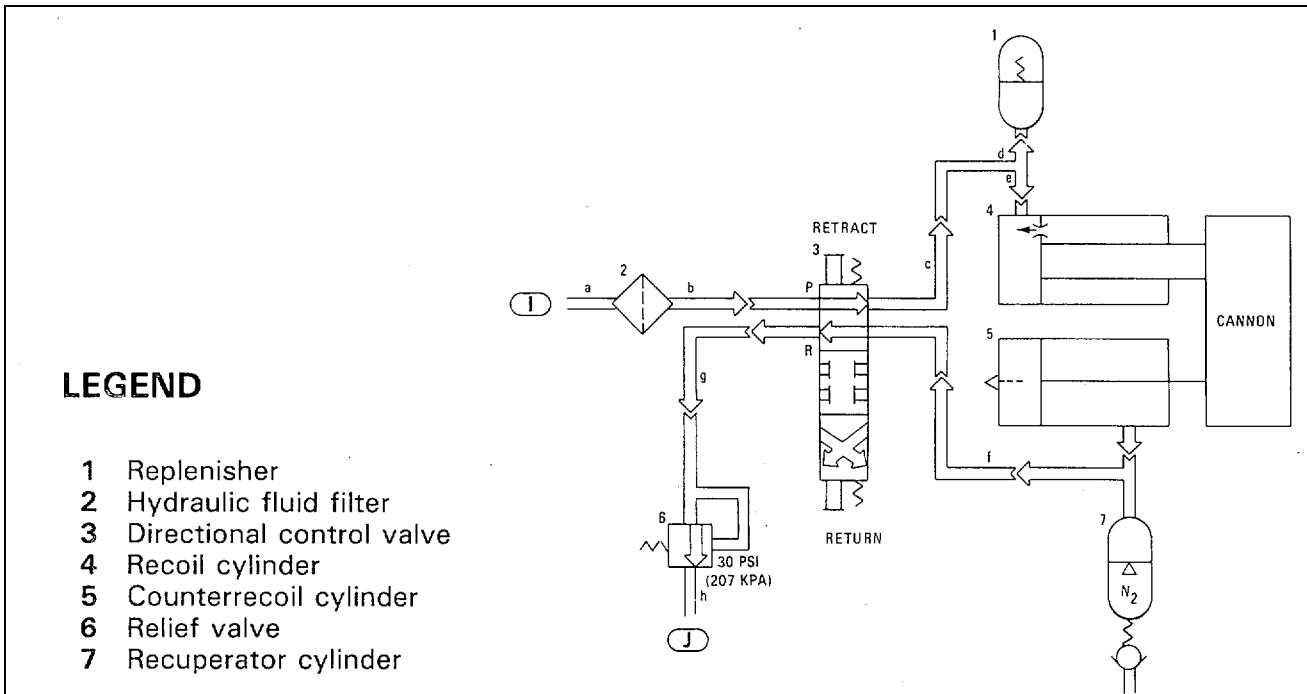 1
d
e
4
RETRACT
3
2
c
a
b
P
I
CANNON
R
5
g
LEGEND
f
1 Replenisher
2 Hydraulic fluid filter
3 Directional control valve
4 Recoil cylinder
5 Counterrecoil cylinder
6 Relief valve
7 Recuperator cylinder
6
7
RETURN
30 PSI
(207 KPA)
N2
h
J